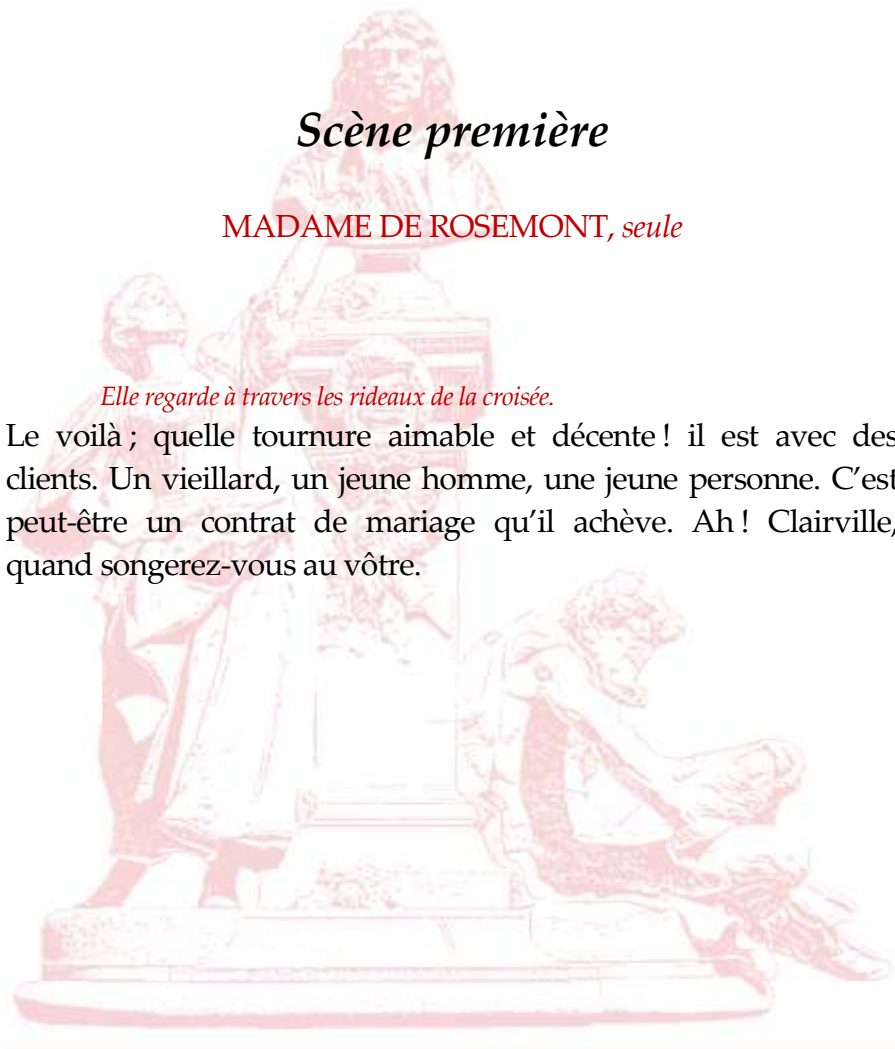 Scène première
MADAME DE ROSEMONT, seule
Elle regarde à travers les rideaux de la croisée.
Le voilà ; quelle tournure aimable et décente ! il est avec des
clients. Un vieillard, un jeune homme, une jeune personne. C’est
peut-être un contrat de mariage qu’il achève. Ah ! Clairville,
quand songerez-vous au vôtre.